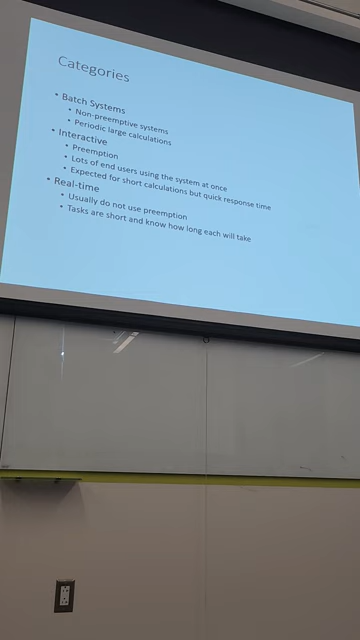 Categories
• Batch Systems
• Non-preemptive systems
• Periodic large calculations
• Interactive
• Preemption
• Lots of end users using the system at once
• Expected for short calculations but quick response time
• Real-time
• Usually do not use preemption
• Tasks are short and know how long each will take